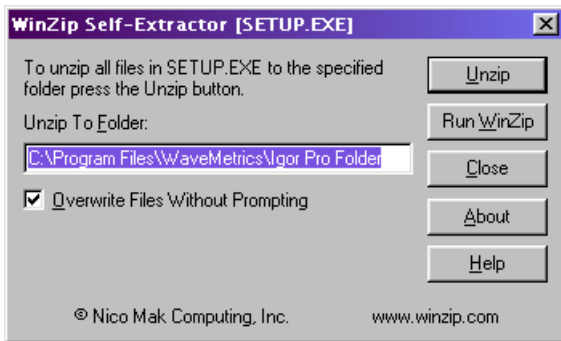 WinZip Self-Extractor [SETUP.EXE]
To unzip all files in SETUP.EXE to the specified
folder press the Unzip button.
Unzip To Folder:
C:\Program Files\WaveMetrics\Igor Pro Folder
Overwrite Files Without Prompting
Unzip
Run WinZip
Close
About
Help
© Nico Mak Computing, Inc. www.winzip.com